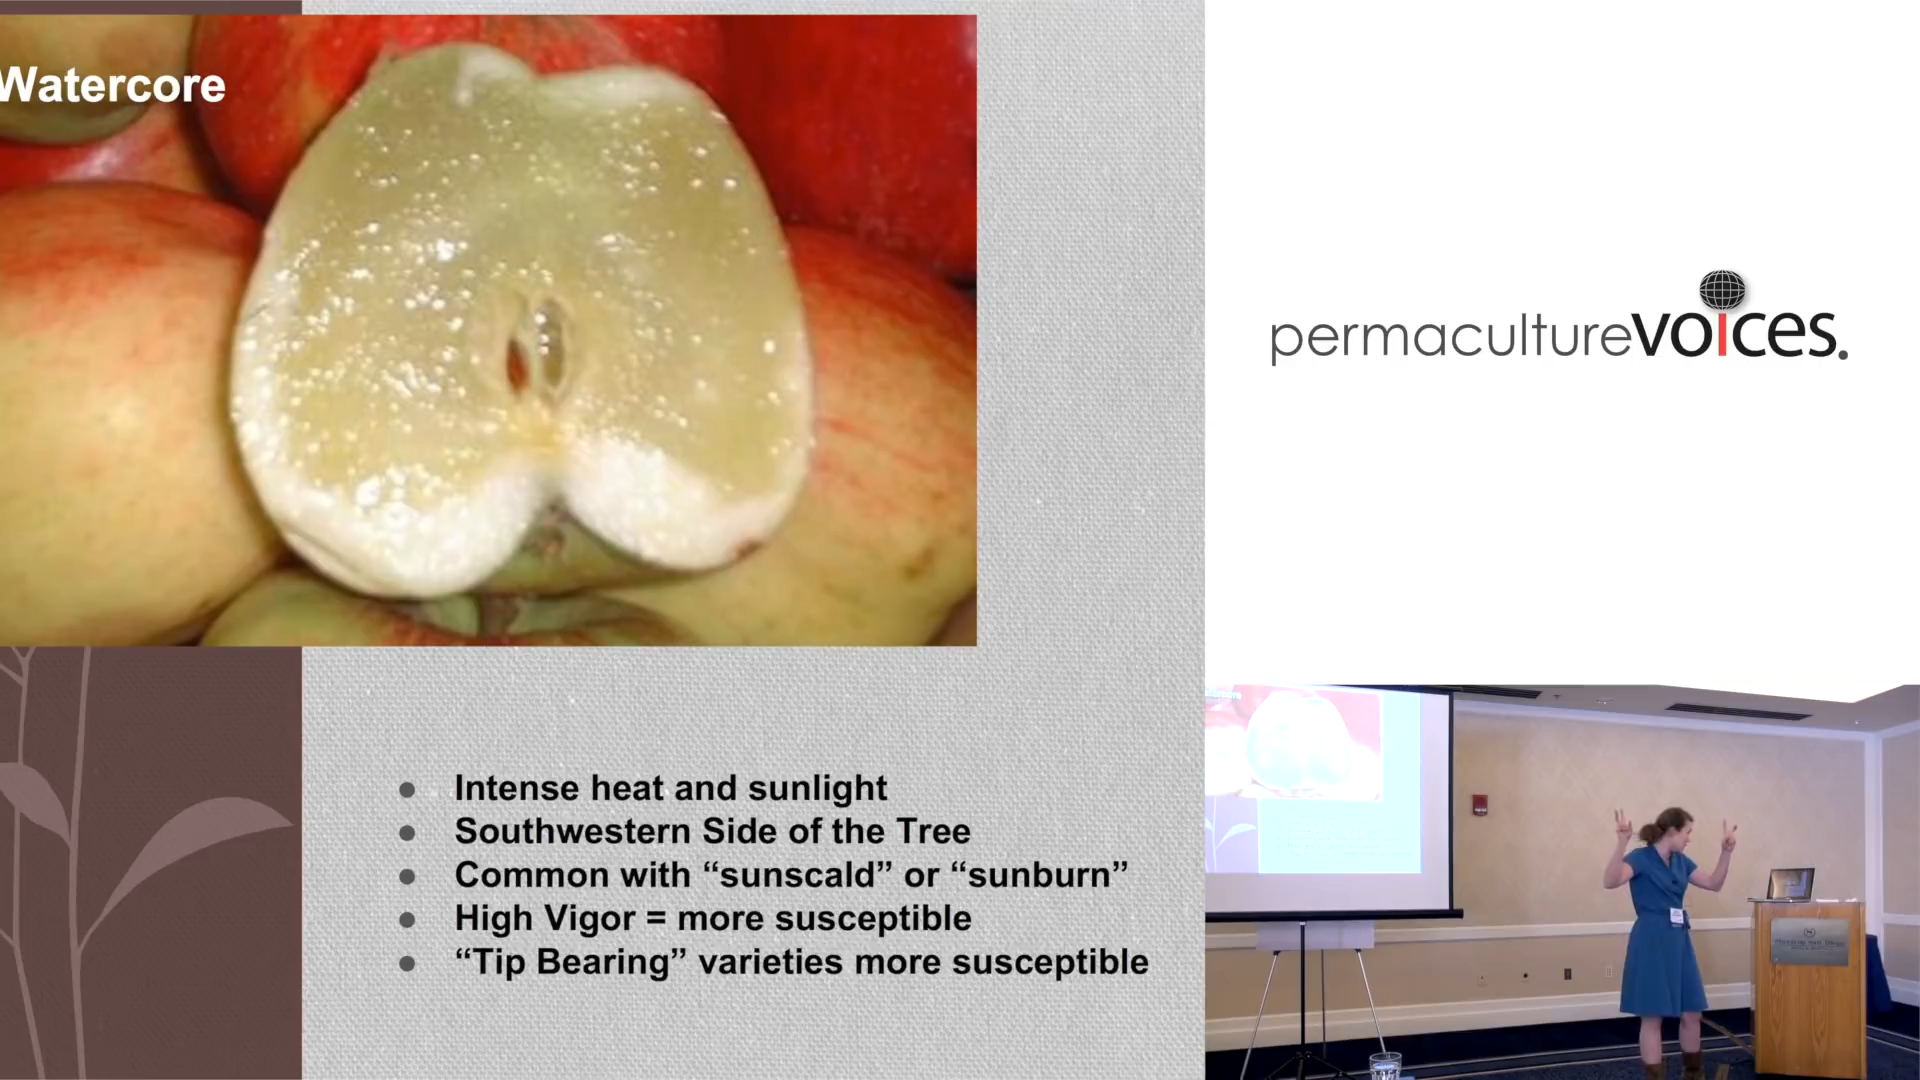 Watercore
● Intense heat and sunlight
● Southwestern Side of the Tree
● Common with “sunscald” or “sunburn”
● High Vigor = more susceptible
● “Tip Bearing” varieties more susceptible
permaculturevoices.